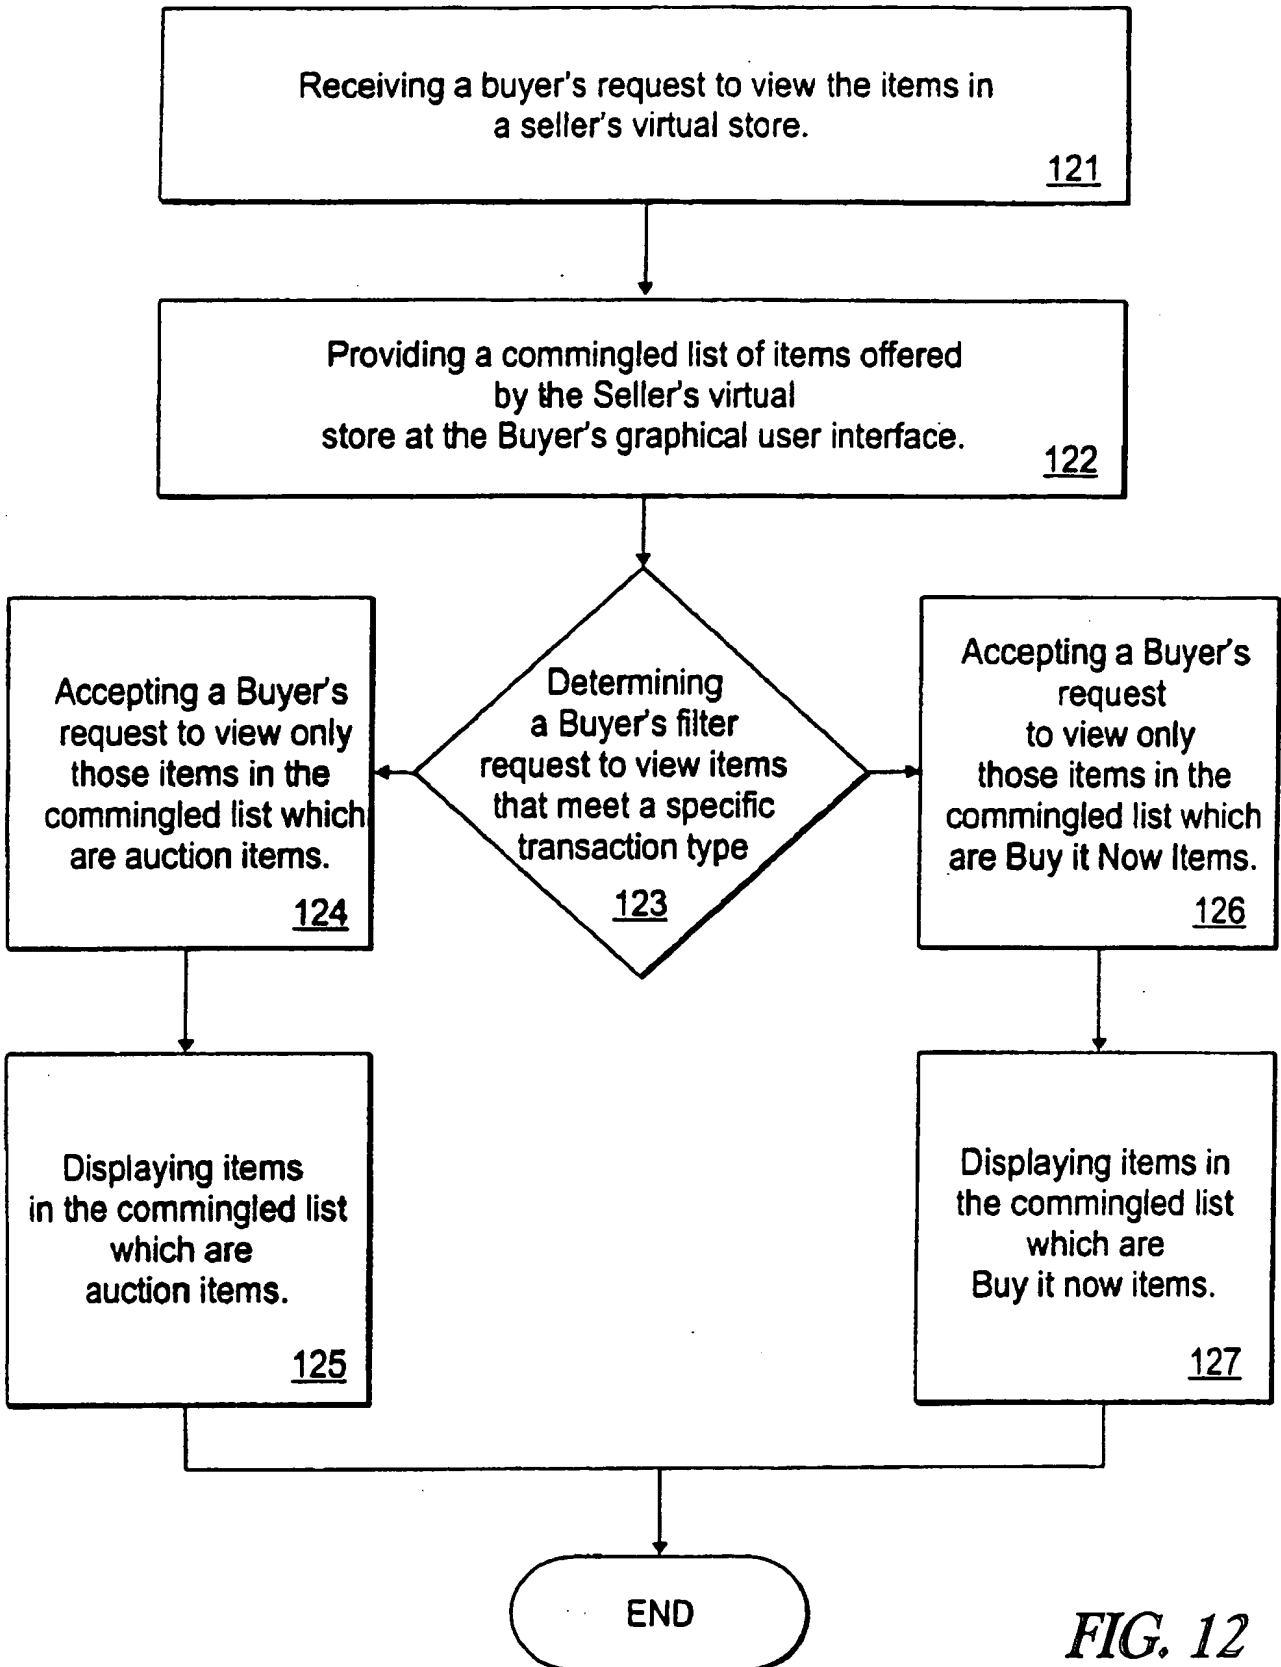 Receiving a buyer's request to view the items in
a seller's virtual store.
121
Providing a commingled list of items offered
by the Seller's virtual
store at the Buyer's graphical user interface.
122
Determining
a Buyer's filter
request to view items
that meet a specific
transaction type
123
Accepting a Buyer's
request to view only
those items in the
commingled list which
are auction items.
124
Accepting a Buyer's
request
to view only
those items in the
commingled list which
are Buy it Now Items.
126
Displaying items
in the commingled list
which are
auction items.
125
Displaying items in
the commingled list
which are
Buy it now items.
127
END
FIG. 12